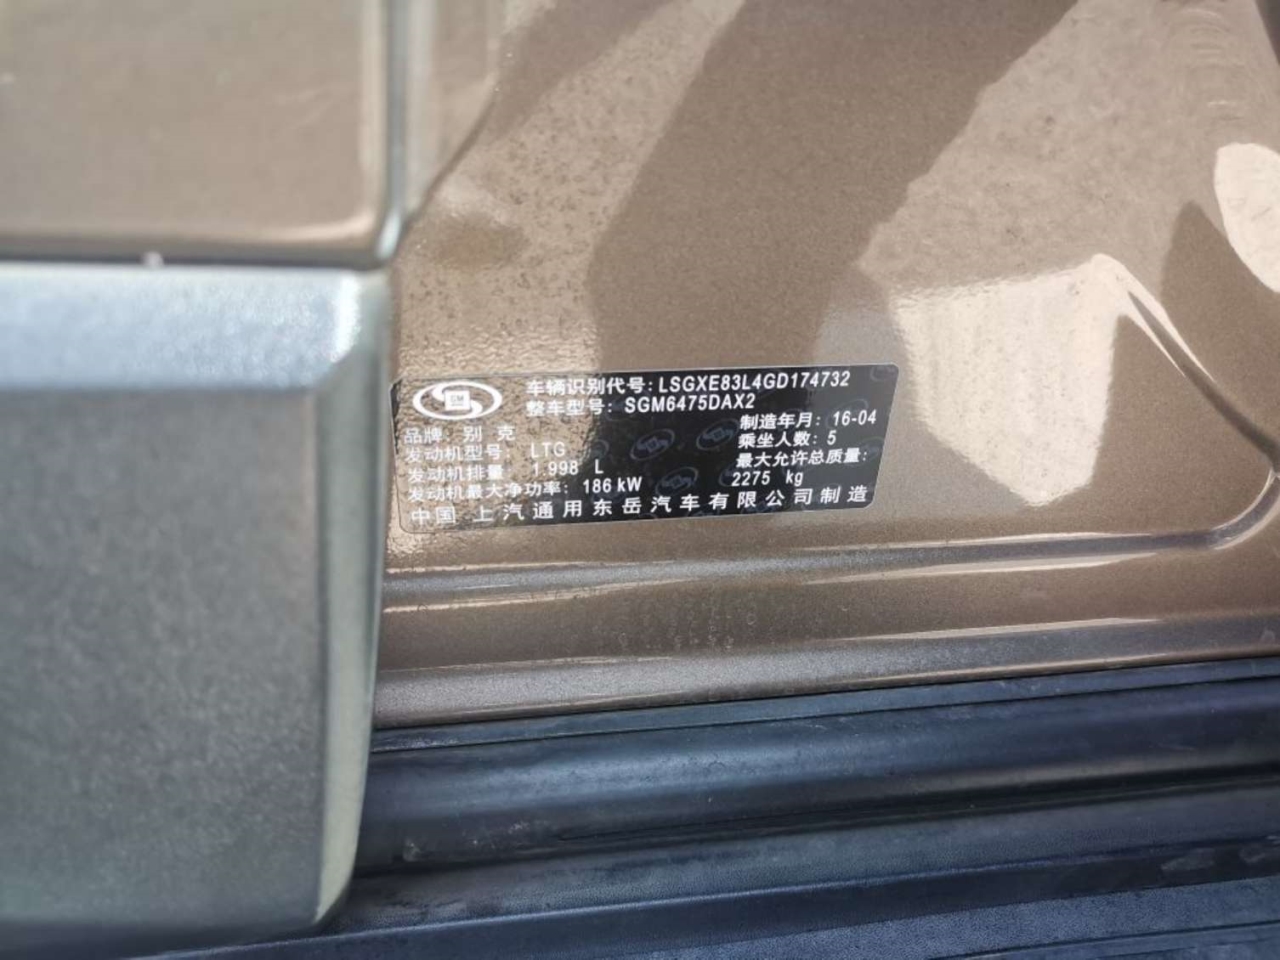 GM
车辆识别代号：LSGXE83L4GD174732
整车型号：SGM6475DAX2
品牌：别克
制造年月：16-04
发动机型号：LTG
乘坐人数：5
发动机排量：1.998 L
最大允许总质量：
发动机最大净功率：186 kW
2275 kg
中国 上汽通用东岳汽车有限公司制造